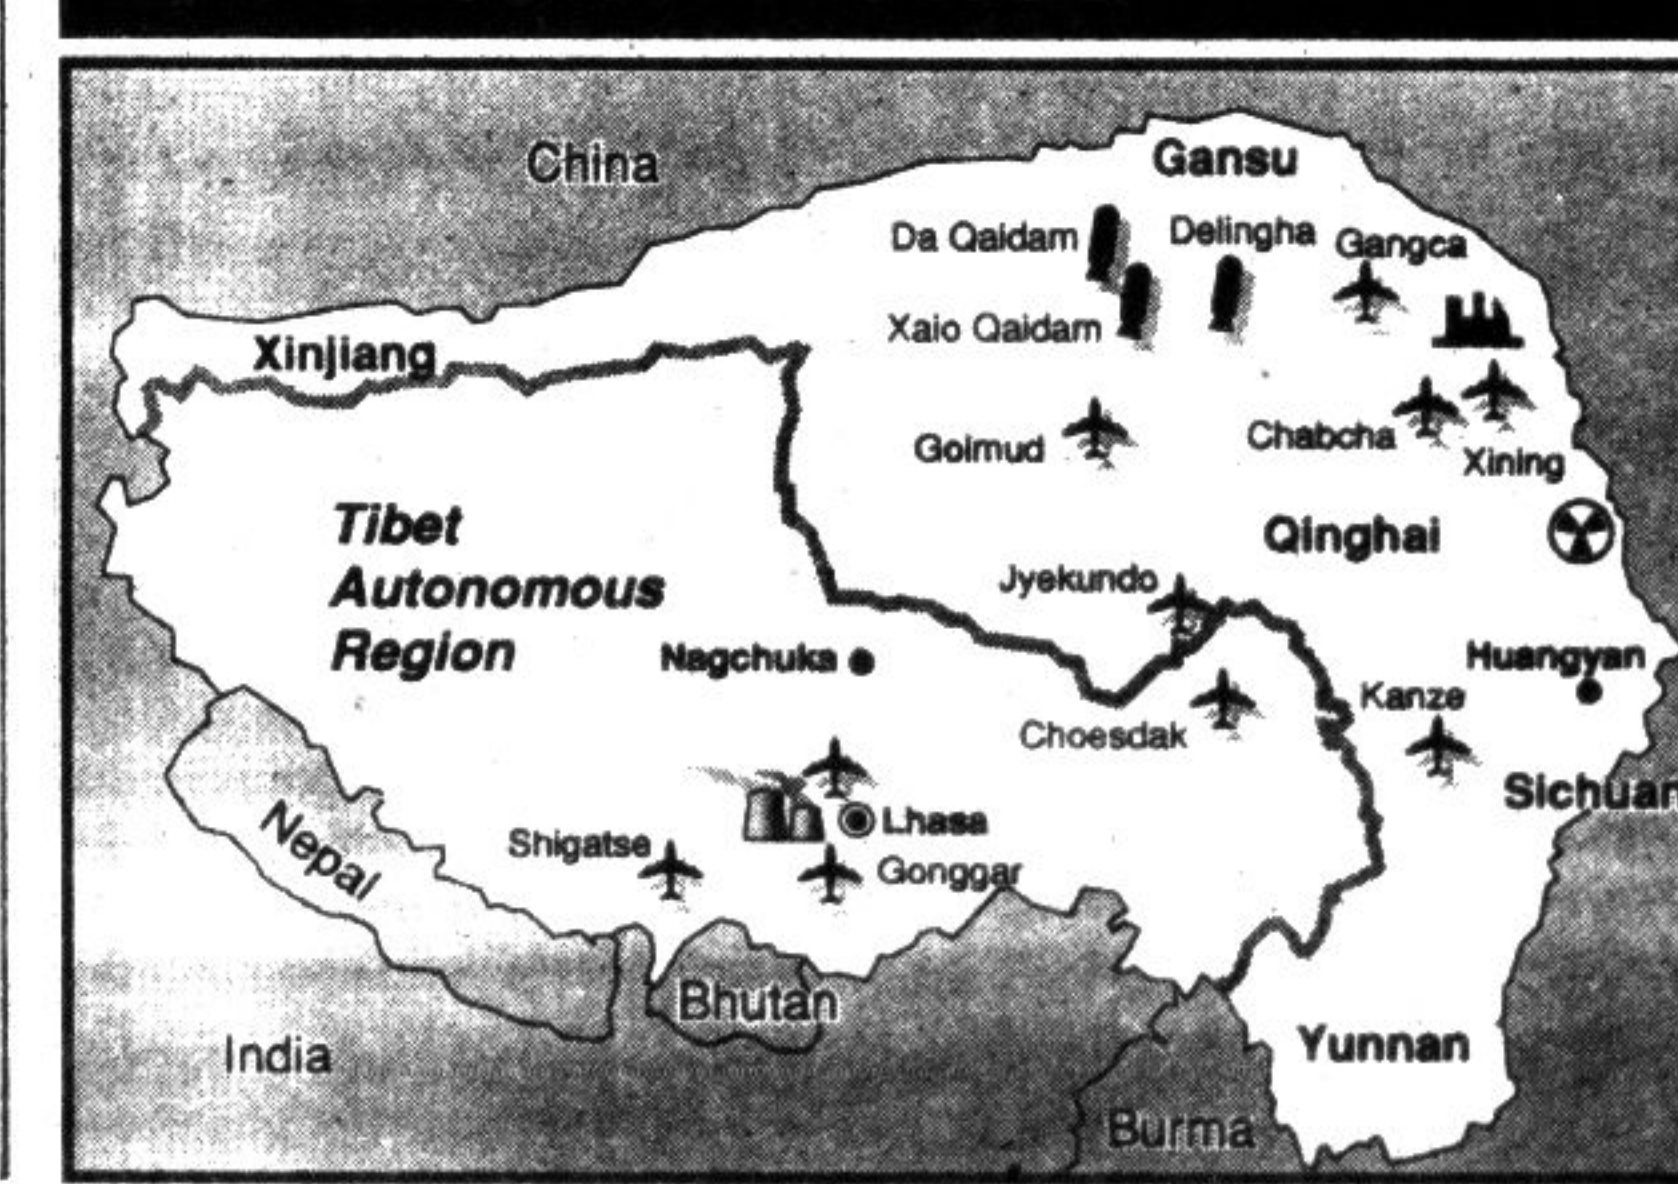 China
Gansu
Da Qaidam
Delingha
Gangca
Xaio Qaidam
Xinjiang
Golmud
Chabcha
Xining
Tibet
Autonomous
Region
Qinghai
Jyekundo
Nagchuka
Huangyan
Kanze
Choesdak
Sichuan
Lhasa
Shigatse
Gonggar
Nepal
Bhutan
India
Yunnan
Burma